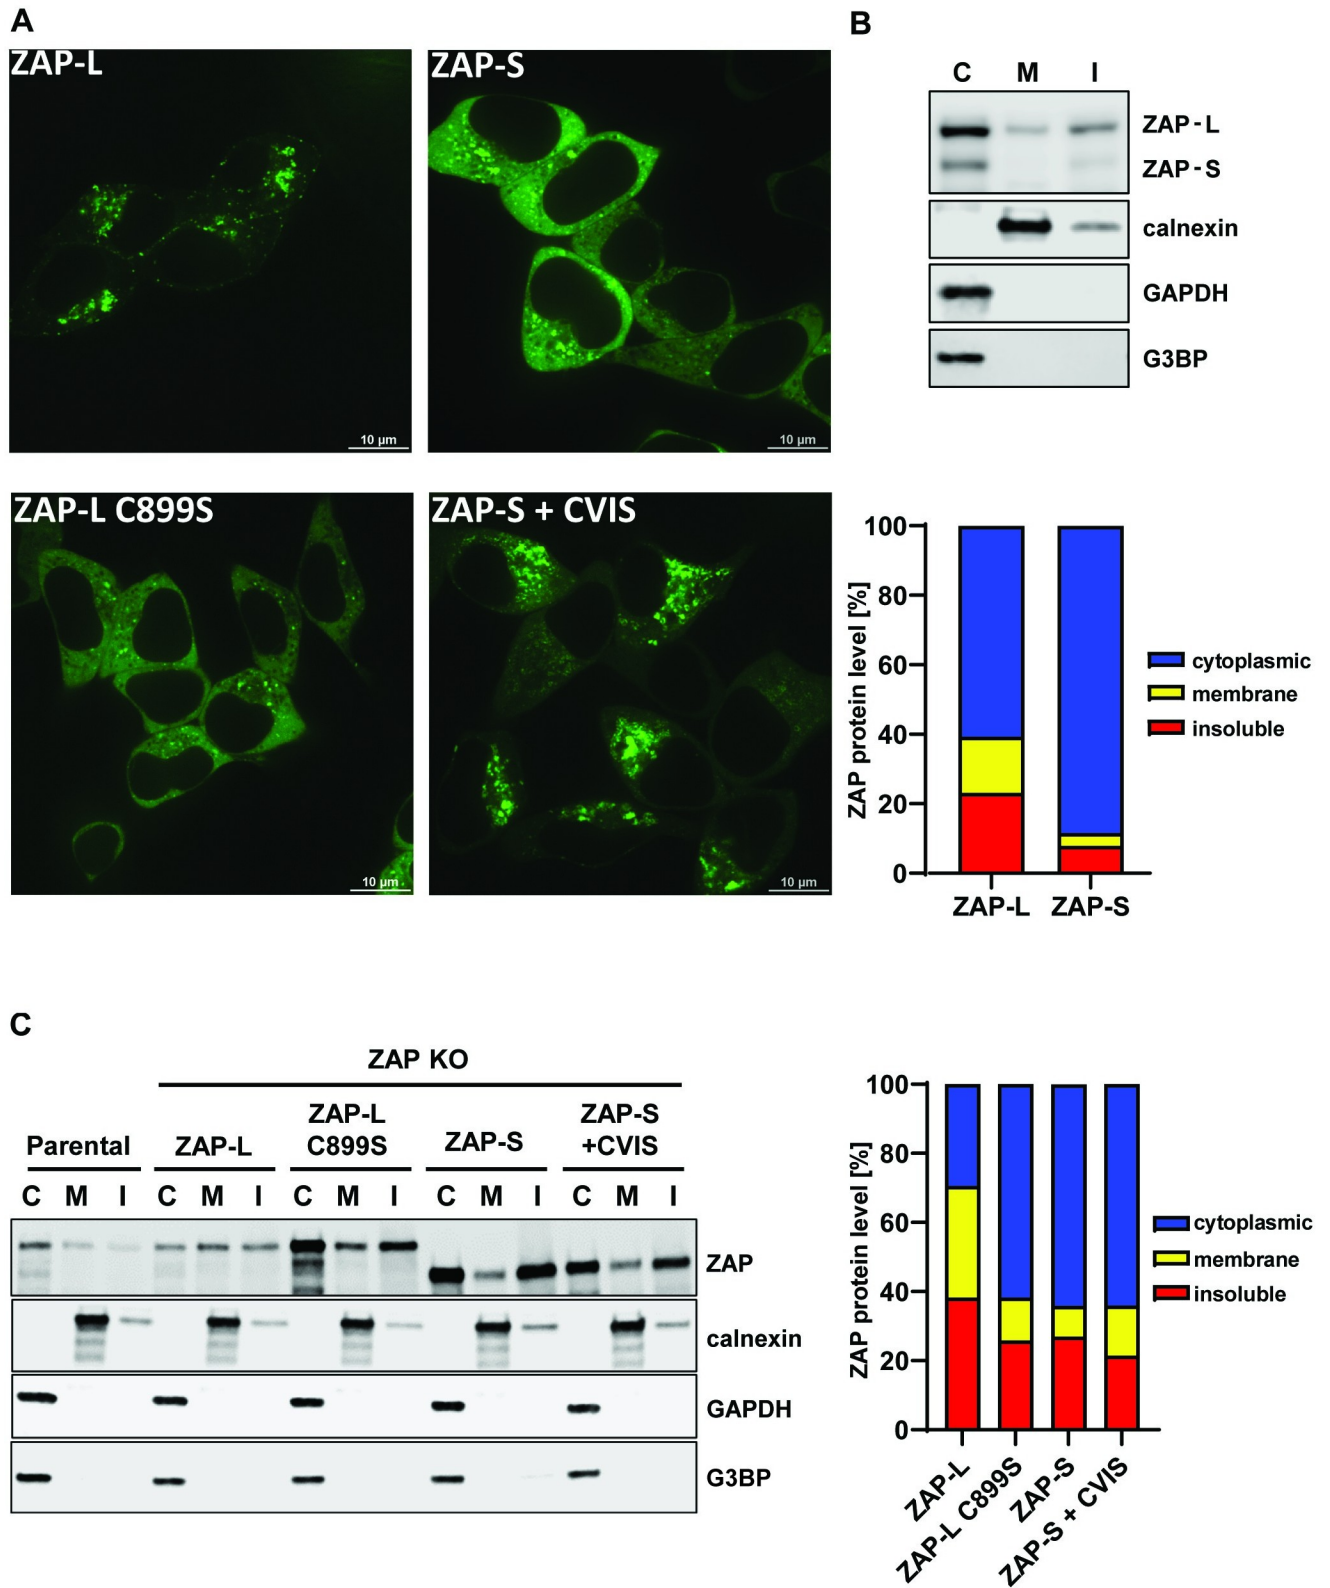 A
ZAP-L
10 µm
ZAP-S
10 µm
ZAP-L C899S
10 µm
ZAP-S + CVIS
10 µm
B
C M I
ZAP-L
ZAP-S
calnexin
GAPDH
G3BP
ZAP protein level [%]
100
80
60
40
20
0
ZAP-L ZAP-S
cytoplasmic
membrane
insoluble
C
ZAP KO
Parental
ZAP-L
ZAP-L
C899S
ZAP-S
ZAP-S
+CVIS
C M I C M I C M I C M I C M I
ZAP
calnexin
GAPDH
G3BP
ZAP protein level [%]
100
80
60
40
20
0
ZAP-L
ZAP-L C899S
ZAP-S
ZAP-S + CVIS
cytoplasmic
membrane
insoluble